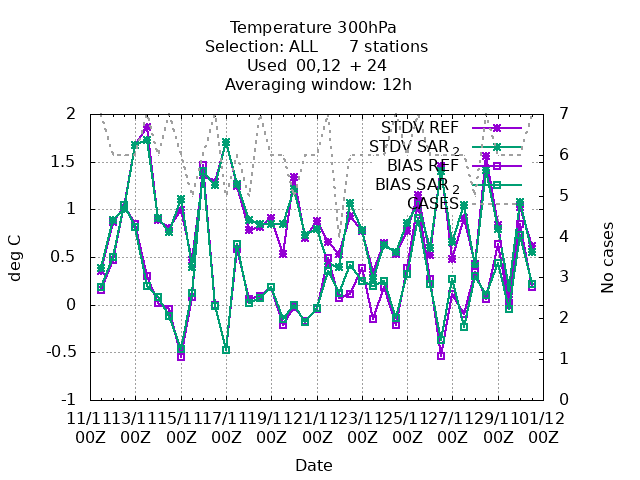 Temperature 300hPa
Selection: ALL 7 stations
Used 00,12 + 24
Averaging window: 12h
STDV REF
STDV SAR 2
BIAS REF
BIAS SAR 2
CASES
2
1.5
1
0.5
0
-0.5
-1
7
6
5
4
3
2
1
0
deg C
No cases
11/11 13/11 15/11 17/11 19/11 21/11 23/11 25/11 27/11 29/11 01/12
00Z 00Z 00Z 00Z 00Z 00Z 00Z 00Z 00Z 00Z 00Z
Date